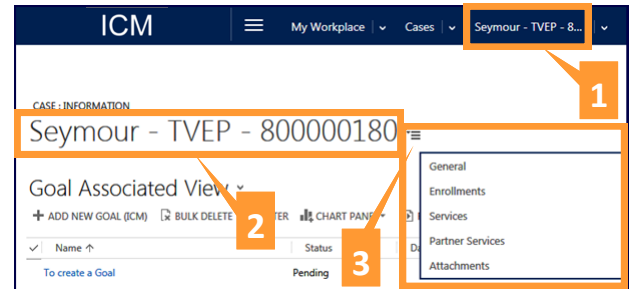 ICM My Workplace Cases Seymour - TVEP - 8...
1
CASE : INFORMATION
Seymour - TVEP - 800000180
Goal Associated View
2
3
General
Enrollments
Services
Partner Services
Attachments
+ ADD NEW GOAL (ICM) BULK DELETE CHART PANE
Name ↑ Status
To create a Goal Pending